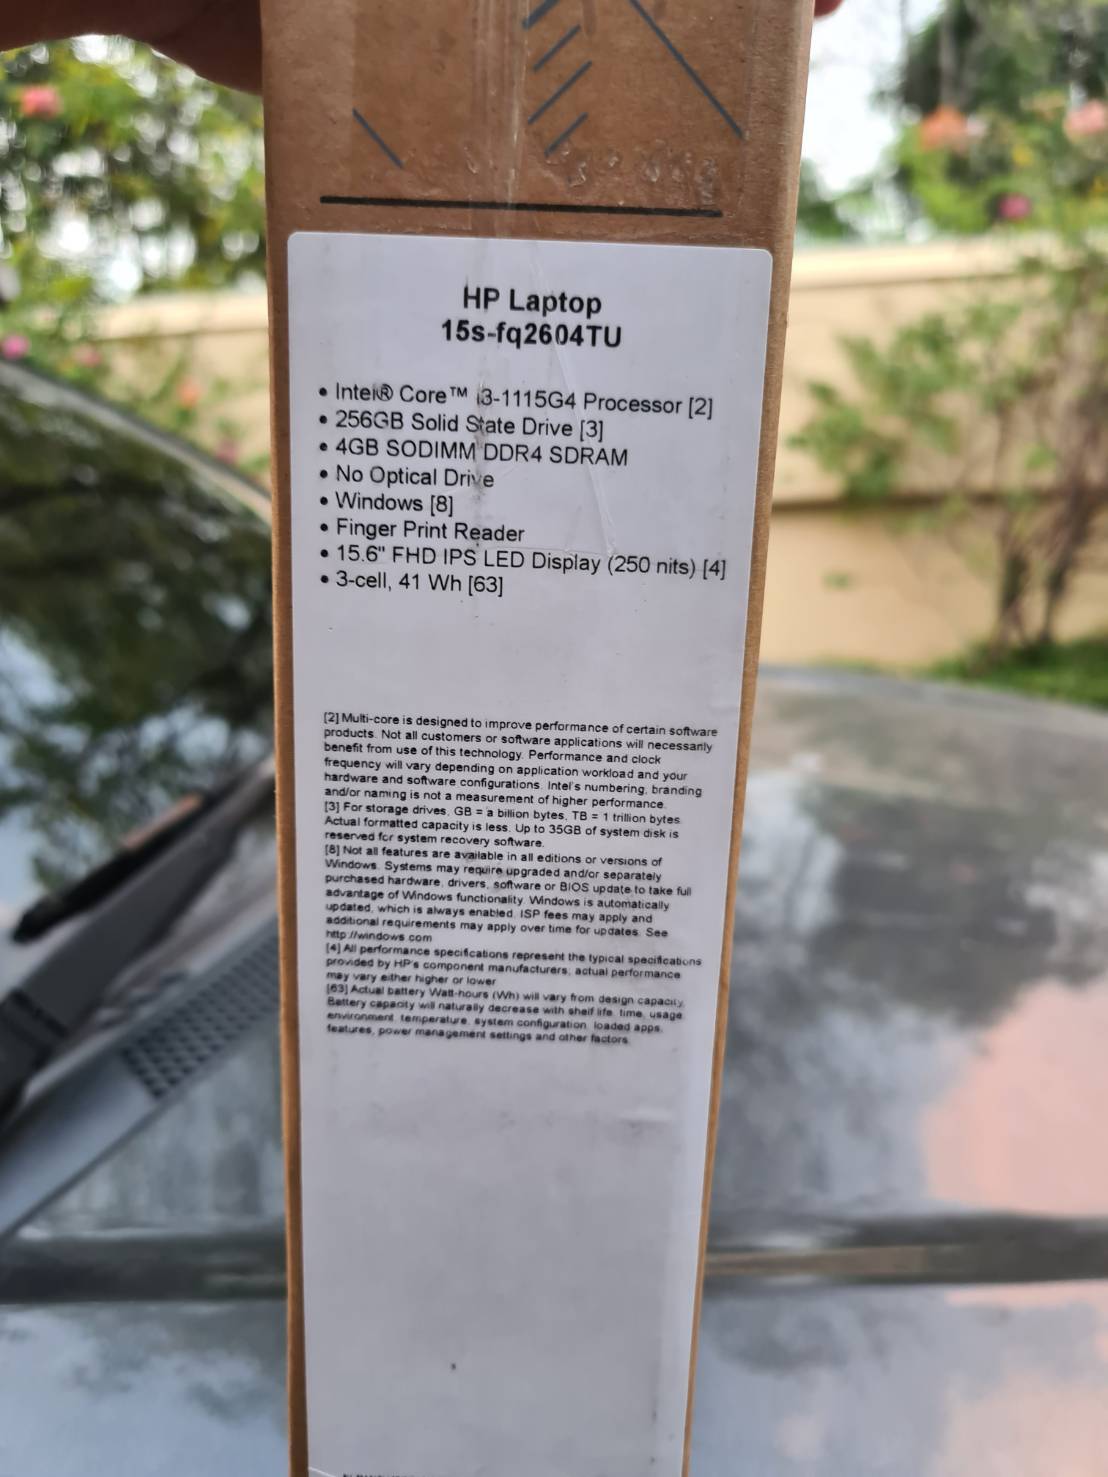 HP Laptop
15s-fq2604TU
• Intel® Core™ i3-1115G4 Processor [2]
• 256GB Solid State Drive [3]
• 4GB SODIMM DDR4 SDRAM
• No Optical Drive
• Windows [8]
• Finger Print Reader
• 15.6" FHD IPS LED Display (250 nits) [4]
• 3-cell, 41 Wh [63]
[2] Multi-core is designed to improve performance of certain software
products. Not all customers or software applications will necessarily
benefit from use of this technology. Performance and clock
frequency will vary depending on application workload and your
hardware and software configurations. Intel's numbering, branding
and/or naming is not a measurement of higher performance.
[3] For storage drives, GB = a billion bytes, TB = 1 trillion bytes.
Actual formatted capacity is less. Up to 35GB of system disk is
reserved for system recovery software.
[8] Not all features are available in all editions or versions of
Windows. Systems may require upgraded and/or separately
purchased hardware, drivers, software or BIOS update to take full
advantage of Windows functionality. Windows is automatically
updated, which is always enabled. ISP fees may apply and
additional requirements may apply over time for updates. See
http://windows.com
[4] All performance specifications represent the typical specifications
provided by HP's component manufacturers; actual performance
may vary either higher or lower
[63] Actual battery Watt-hours (Wh) will vary from design capacity.
Battery capacity will naturally decrease with shelf life, time, usage,
environment, temperature, system configuration, loaded apps,
features, power management settings and other factors.